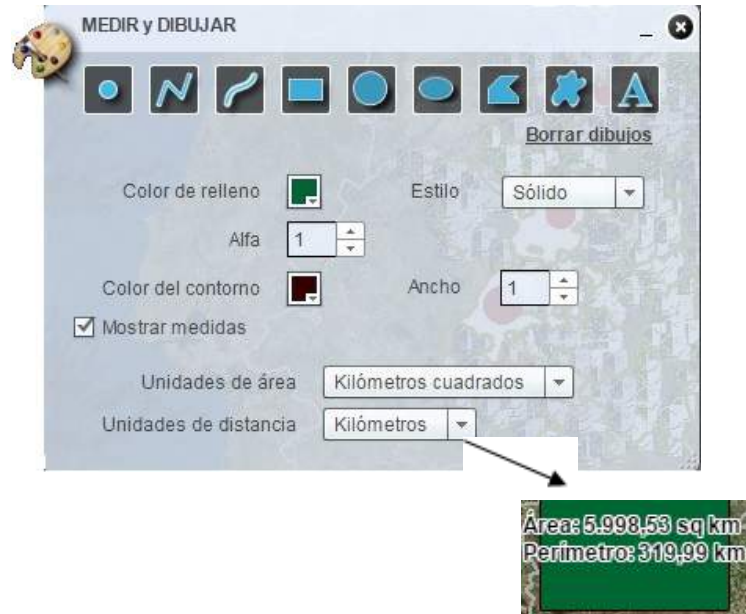 MEDIR y DIBUJAR
A
Borrar dibujos
Color de relleno
Estilo
Sólido
Alfa
1
Color del contorno
Ancho
1
Mostrar medidas
Unidades de área
Kilómetros cuadrados
Unidades de distancia
Kilómetros
Área: 5.998,53 sq km
Perímetro: 319,99 km